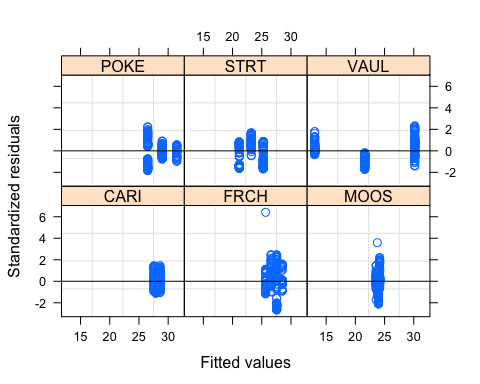 15 20 25 30
POKE STRT VAUL
6
4
2
0
-2
CARI FRCH MOOS
6
4
2
0
-2
15 20 25 30 15 20 25 30
Standardized residuals
Fitted values